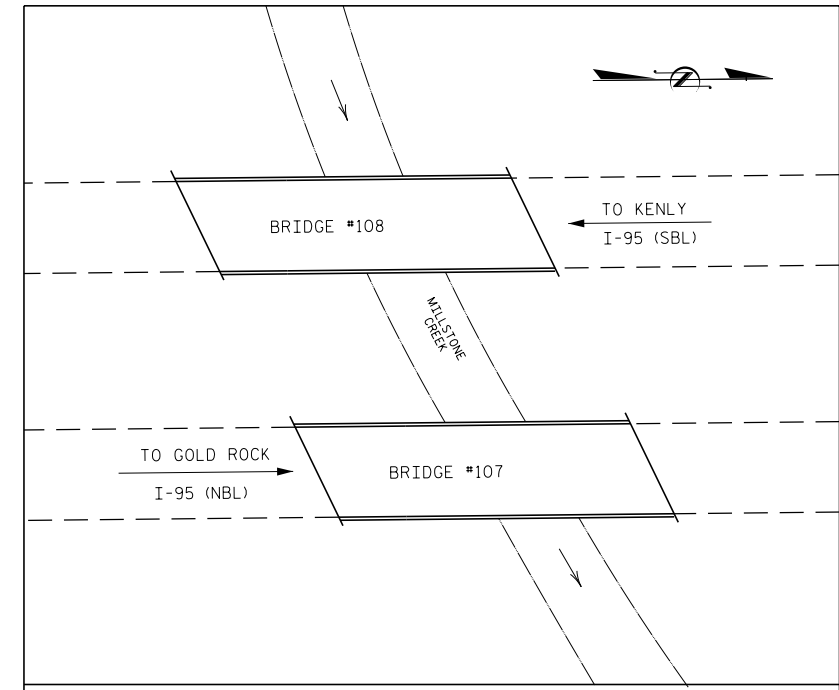 TO KENLY
I-95 (SBL)
BRIDGE #108
MILLSTONE
CREEK
TO GOLD ROCK
I-95 (NBL)
BRIDGE #107